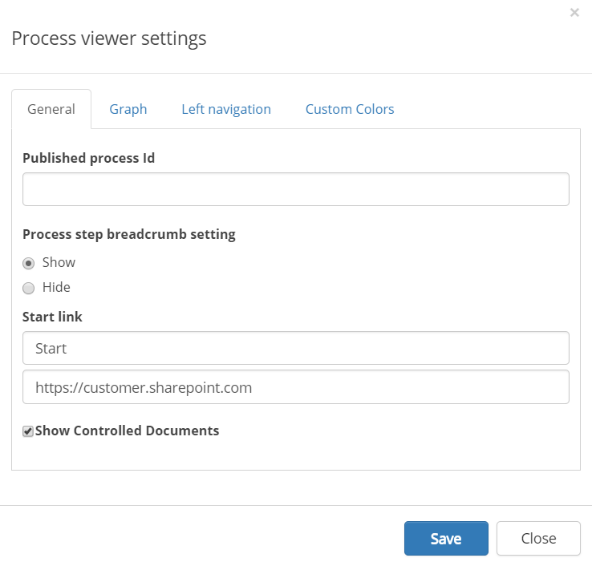 ×
Process viewer settings
General Graph Left navigation Custom Colors
Published process Id
Process step breadcrumb setting
Show
Hide
Start link
Start
https://customer.sharepoint.com
Show Controlled Documents
Save Close